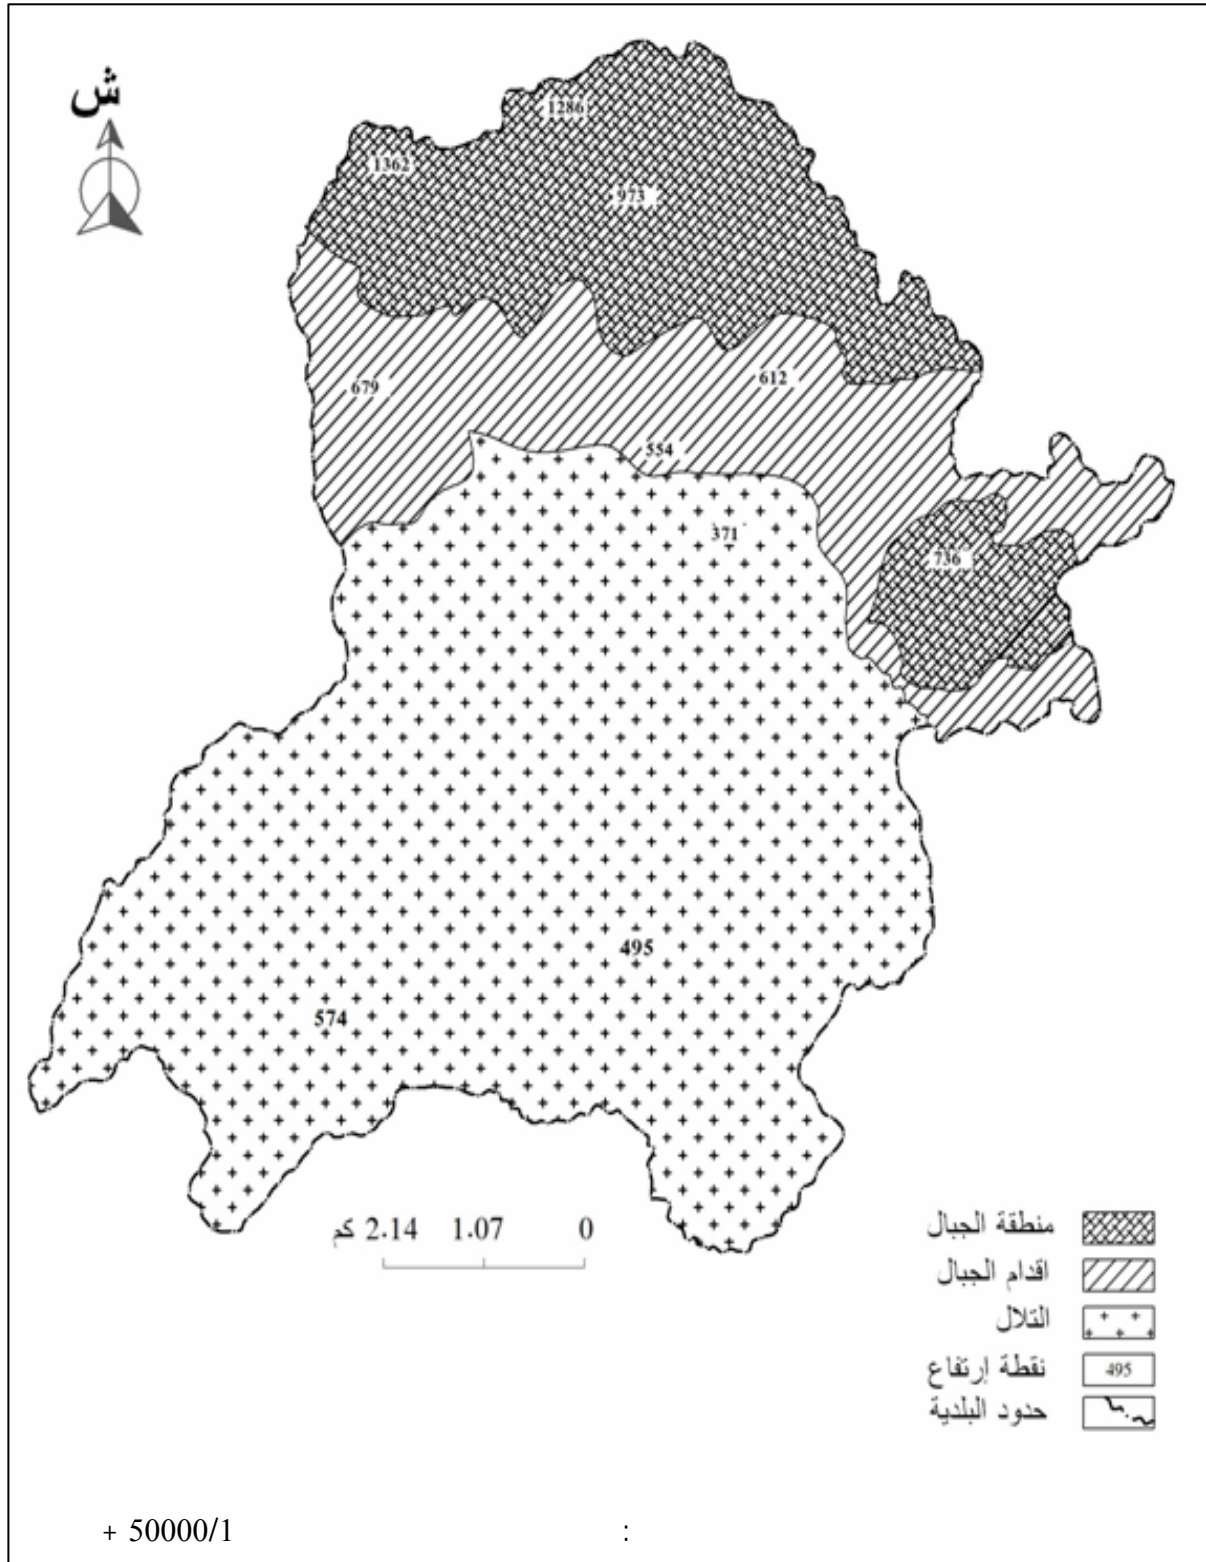 ش
1286
1362
973
679
612
554
371
736
495
574
0 1.07 2.14 كم
منطقة الجبال
اقدام الجبال
التلال
495 نقطة إرتفاع
حدود البلدية
: + 50000/1